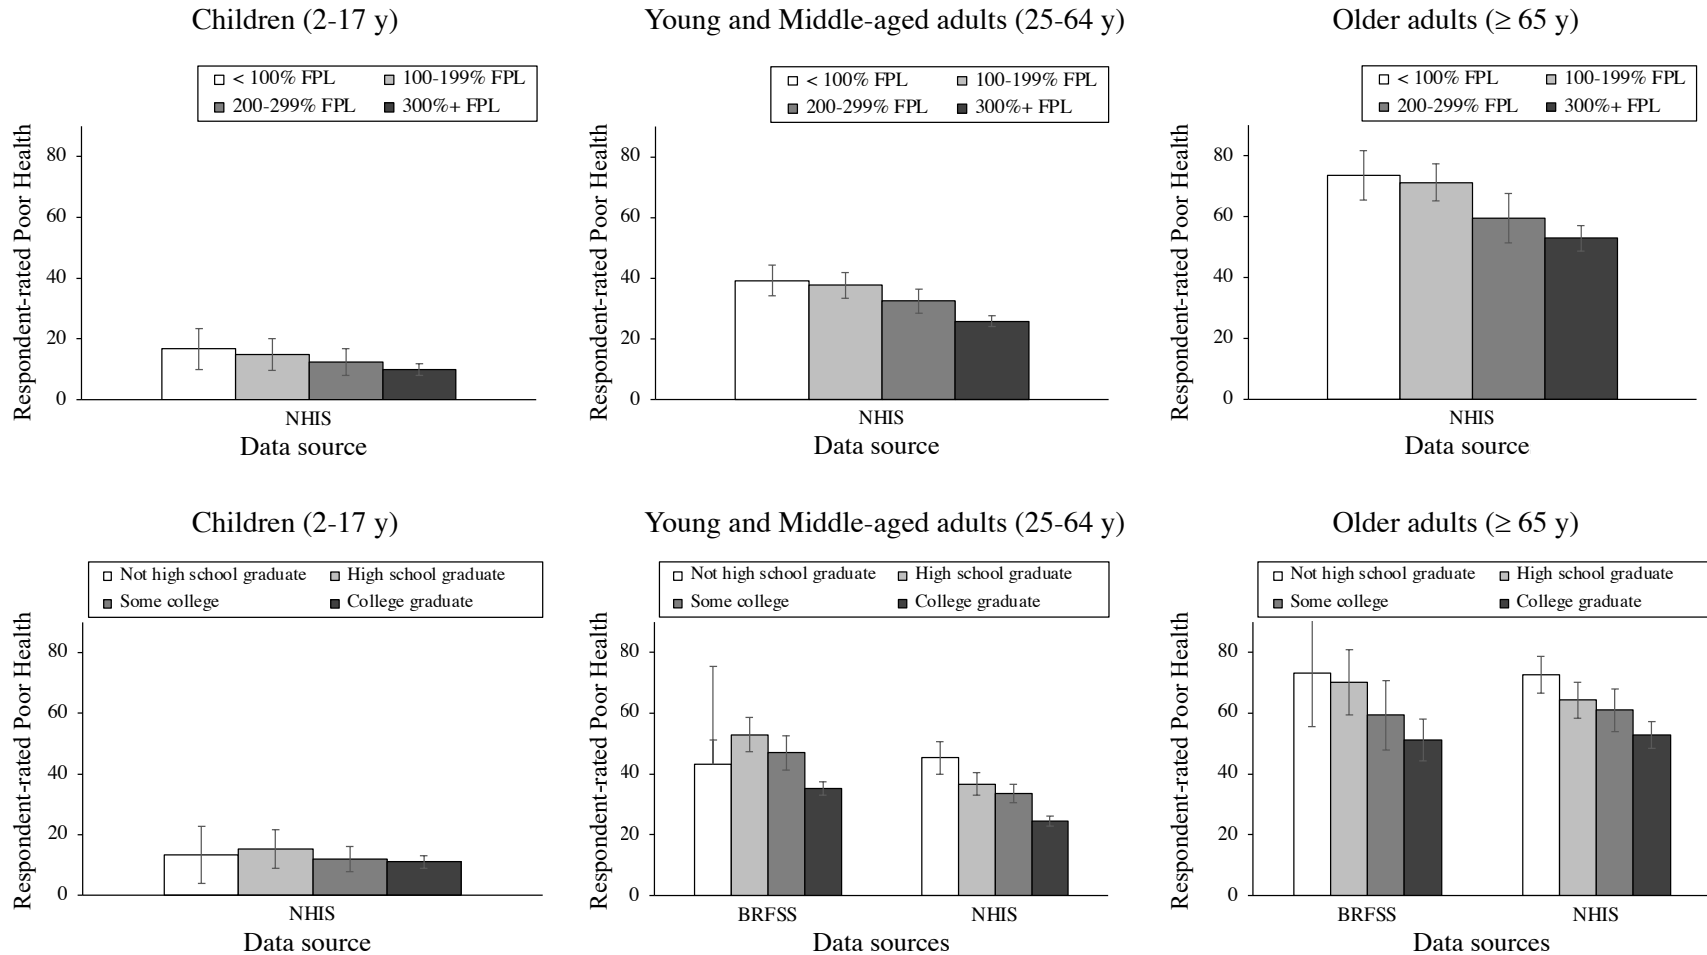 Children (2-17 y)
< 100% FPL 100-199% FPL
200-299% FPL 300%+ FPL
Respondent-rated Poor Health
80
60
40
20
0
NHIS
Data source
Young and Middle-aged adults (25-64 y)
< 100% FPL 100-199% FPL
200-299% FPL 300%+ FPL
Respondent-rated Poor Health
80
60
40
20
0
NHIS
Data source
Older adults (≥ 65 y)
< 100% FPL 100-199% FPL
200-299% FPL 300%+ FPL
Respondent-rated Poor Health
80
60
40
20
0
NHIS
Data source
Children (2-17 y)
Not high school graduate High school graduate
Some college College graduate
Respondent-rated Poor Health
80
60
40
20
0
NHIS
Data source
Young and Middle-aged adults (25-64 y)
Not high school graduate High school graduate
Some college College graduate
Respondent-rated Poor Health
80
60
40
20
0
BRFSS NHIS
Data sources
Older adults (≥ 65 y)
Not high school graduate High school graduate
Some college College graduate
Respondent-rated Poor Health
80
60
40
20
0
BRFSS NHIS
Data sources